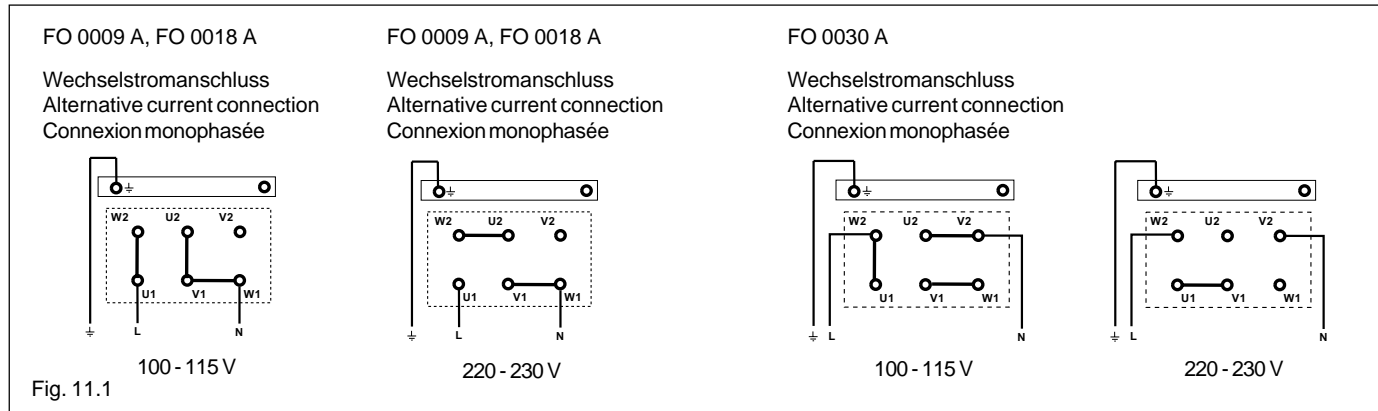 FO 0009 A, FO 0018 A
Wechselstromanschluss
Alternative current connection
Connexion monophasée
W2 U2 V2
U1 V1 W1
L N
100 - 115 V
FO 0009 A, FO 0018 A
Wechselstromanschluss
Alternative current connection
Connexion monophasée
W2 U2 V2
U1 V1 W1
L N
220 - 230 V
FO 0030 A
Wechselstromanschluss
Alternative current connection
Connexion monophasée
W2 U2 V2
U1 V1 W1
L N
100 - 115 V
W2 U2 V2
U1 V1 W1
L N
220 - 230 V
Fig. 11.1